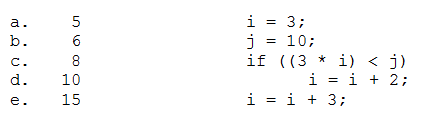 a. 5 i = 3;
b. 6 j = 10;
c. 8 if ((3 * i) < j)
d. 10 i = i + 2;
e. 15 i = i + 3;